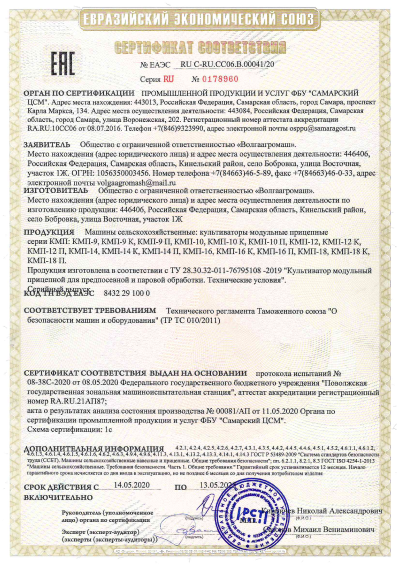 ЕВРАЗИЙСКИЙ ЭКОНОМИЧЕСКИЙ СОЮЗ
СЕРТИФИКАТ СООТВЕТСТВИЯ
ЕАС
№ ЕАЭС RU C-RU.CC06.B.00041/20
Серия RU № 0178960
ОРГАН ПО СЕРТИФИКАЦИИ ПРОМЫШЛЕННОЙ ПРОДУКЦИИ И УСЛУГ ФБУ "САМАРСКИЙ
ЦСМ". Адрес места нахождения: 443013, Российская Федерация, Самарская область, город Самара, проспект
Карла Маркса, 134. Адрес места нахождения: 443084, Российская Федерация, Самарская область,
город Самара, улица Воронежская, 202. Регистрационный номер аттестата аккредитации
RA.RU.10СС06 от 08.07.2016. Телефон +7(846)9323990, адрес электронной почты osppu@samaragost.ru
ЗАЯВИТЕЛЬ Общество с ограниченной ответственностью «Волгаагромаш».
Место нахождения (адрес юридического лица) и адрес места осуществления деятельности: 446406,
Российская Федерация, Самарская область, Кинельский район, село Бобровка, улица Восточная,
участок 1Ж. ОГРН: 1056350003456. Номер телефона +7(84663)46-5-89, факс +7(84663)46-0-33, адрес
электронной почты volgaagromash@mail.ru.
ИЗГОТОВИТЕЛЬ Общество с ограниченной ответственностью «Волгаагромаш».
Место нахождения (адрес юридического лица) и адрес места осуществления деятельности по
изготовлению продукции: 446406, Российская Федерация, Самарская область, Кинельский район,
село Бобровка, улица Восточная, участок 1Ж
ПРОДУКЦИЯ Машины сельскохозяйственные: культиваторы модульные прицепные
серии КМП: КМП-9, КМП-9 К, КМП-9 П, КМП-10, КМП-10 К, КМП-10 П, КМП-12, КМП-12 К,
КМП-12 П, КМП-14, КМП-14 К, КМП-14 П, КМП-16, КМП-16 К, КМП-16 П, КМП-18, КМП-18 К,
КМП-18 П.
Продукция изготовлена в соответствии с ТУ 28.30.32-011-76795108 -2019 "Культиватор модульный
прицепной для предпосевной и паровой обработки. Технические условия".
Серийный выпуск
КОД ТН ВЭД ЕАЭС 8432 29 100 0
СООТВЕТСТВУЕТ ТРЕБОВАНИЯМ Технического регламента Таможенного союза "О
безопасности машин и оборудования" (ТР ТС 010/2011)
СЕРТИФИКАТ СООТВЕТСТВИЯ ВЫДАН НА ОСНОВАНИИ протокола испытаний №
08-38С-2020 от 08.05.2020 Федерального государственного бюджетного учреждения "Поволжская
государственная зональная машиноиспытательная станция", аттестат аккредитации регистрационный
номер RA.RU.21АП87;
акта о результатах анализа состояния производства № 00081/АП от 11.05.2020 Органа по
сертификации промышленной продукции и услуг ФБУ "Самарский ЦСМ".
Схема сертификации: 1с
ДОПОЛНИТЕЛЬНАЯ ИНФОРМАЦИЯ
"Машины сельскохозяйственные. Требования безопасности. Часть 1. Общие требования"
СРОК ДЕЙСТВИЯ С 14.05.2020 ПО 13.05
ВКЛЮЧИТЕЛЬНО
Руководитель (уполномоченное лицо) органа по сертификации Николай Александрович
(Ф.И.О.)
Эксперт (эксперт-аудитор) (эксперты (эксперты-аудиторы)) Михаил Вениаминович
(Ф.И.О.)
РСТ